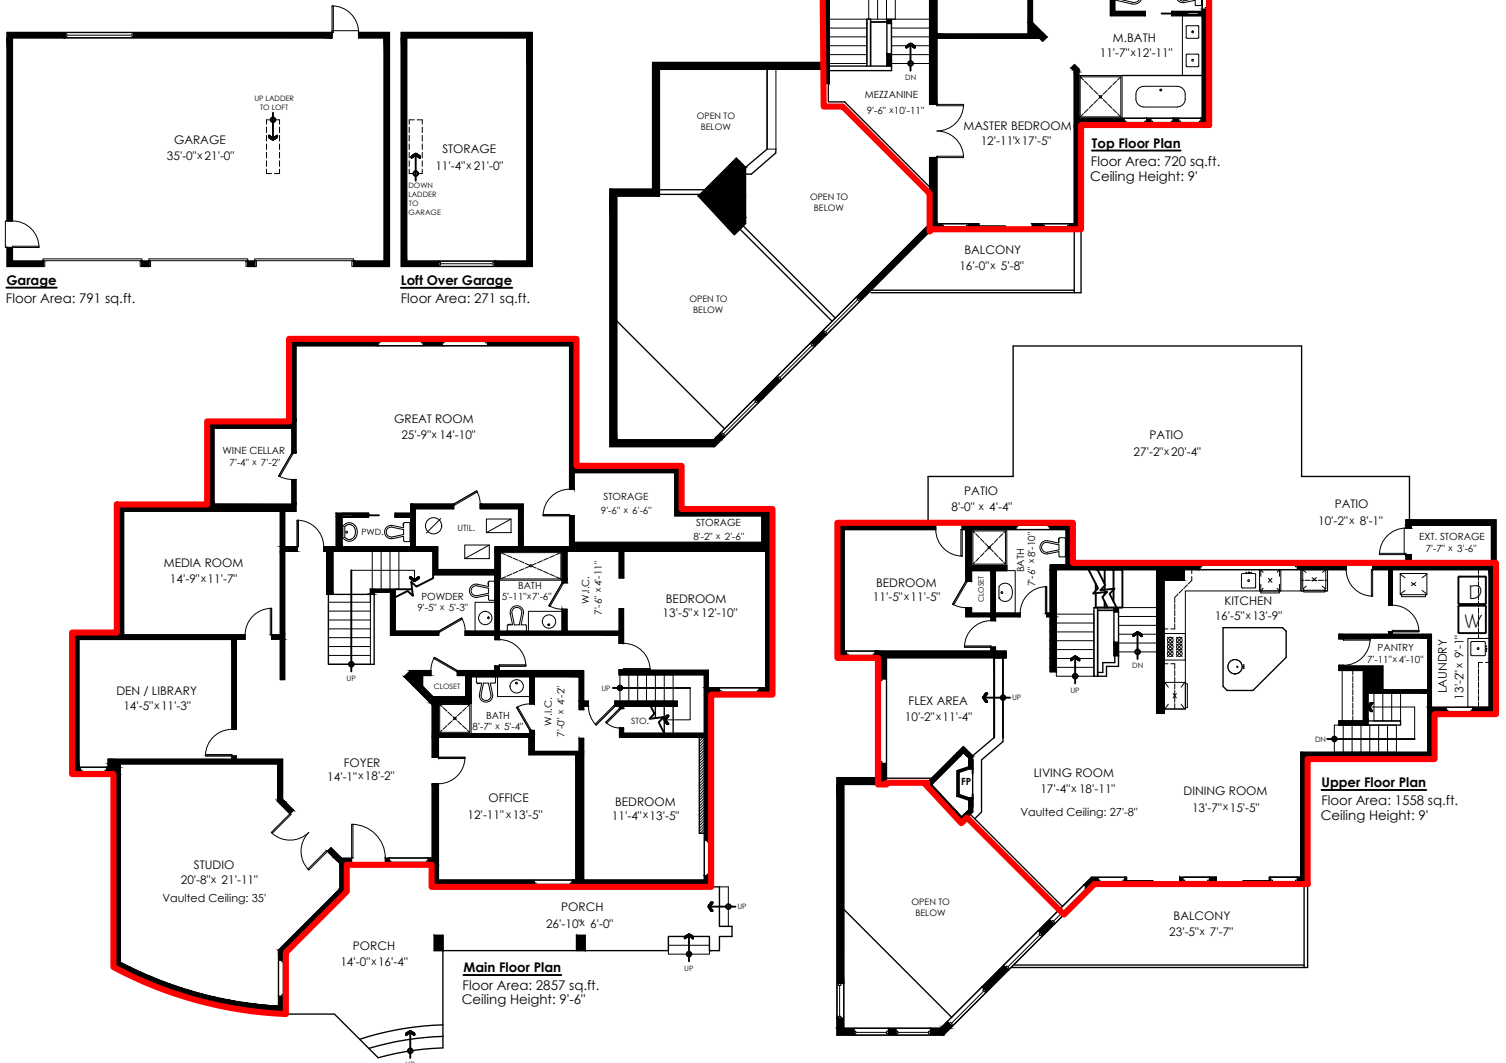 UP LADDER
TO LOFT
GARAGE
35'-0"x 21'-0"
Garage
Floor Area: 791 sq.ft.
STORAGE
11'-4"x 21'-0"
DOWN
LADDER
TO
GARAGE
Loft Over Garage
Floor Area: 271 sq.ft.
M.BATH
11'-7"x12'-11"
DN
MEZZANINE
9'-6" x10'-11"
MASTER BEDROOM
12'-11"x 17'-5"
OPEN TO
BELOW
OPEN TO
BELOW
OPEN TO
BELOW
BALCONY
16'-0"x 5'-8"
Top Floor Plan
Floor Area: 720 sq.ft.
Ceiling Height: 9'
GREAT ROOM
25'-9"x 14'-10"
WINE CELLAR
7'-4" x 7'-2"
STORAGE
9'-6" x 6'-6"
STORAGE
8'-2" x 2'-6"
PWD.
UTIL.
MEDIA ROOM
14'-9"x11'-7"
POWDER
9'-5" x 5'-3"
BATH
5'-11"x7'-6"
W.I.C.
7'-6" x 4'-11"
BEDROOM
13'-5"x 12'-10"
UP
CLOSET
DEN / LIBRARY
14'-5"x11'-3"
BATH
8'-7" x 5'-4"
W.I.C.
7'-0" x 4'-2"
UP
STO.
FOYER
14'-1"x18'-2"
OFFICE
12'-11"x13'-5"
BEDROOM
11'-4"x13'-5"
STUDIO
20'-8"x 21'-11"
Vaulted Ceiling: 35'
PORCH
26'-10"x 6'-0"
UP
UP
PORCH
14'-0"x16'-4"
UP
Main Floor Plan
Floor Area: 2857 sq.ft.
Ceiling Height: 9'-6"
PATIO
27'-2"x20'-4"
PATIO
8'-0" x 4'-4"
PATIO
10'-2"x 8'-1"
EXT. STORAGE
7'-7" x 3'-6"
BEDROOM
11'-5"x11'-5"
CLOSET
BATH
7'-6" x8'-10"
UP
DN
KITCHEN
16'-5"x13'-9"
D
W
PANTRY
7'-11"x4'-10"
LAUNDRY
13'-2"x 9'-1"
FLEX AREA
10'-2"x11'-4"
UP
FP
DN
LIVING ROOM
17'-4"x 18'-11"
Vaulted Ceiling: 27'-8"
DINING ROOM
13'-7"x15'-5"
Upper Floor Plan
Floor Area: 1558 sq.ft.
Ceiling Height: 9'
OPEN TO
BELOW
BALCONY
23'-5"x 7'-7"